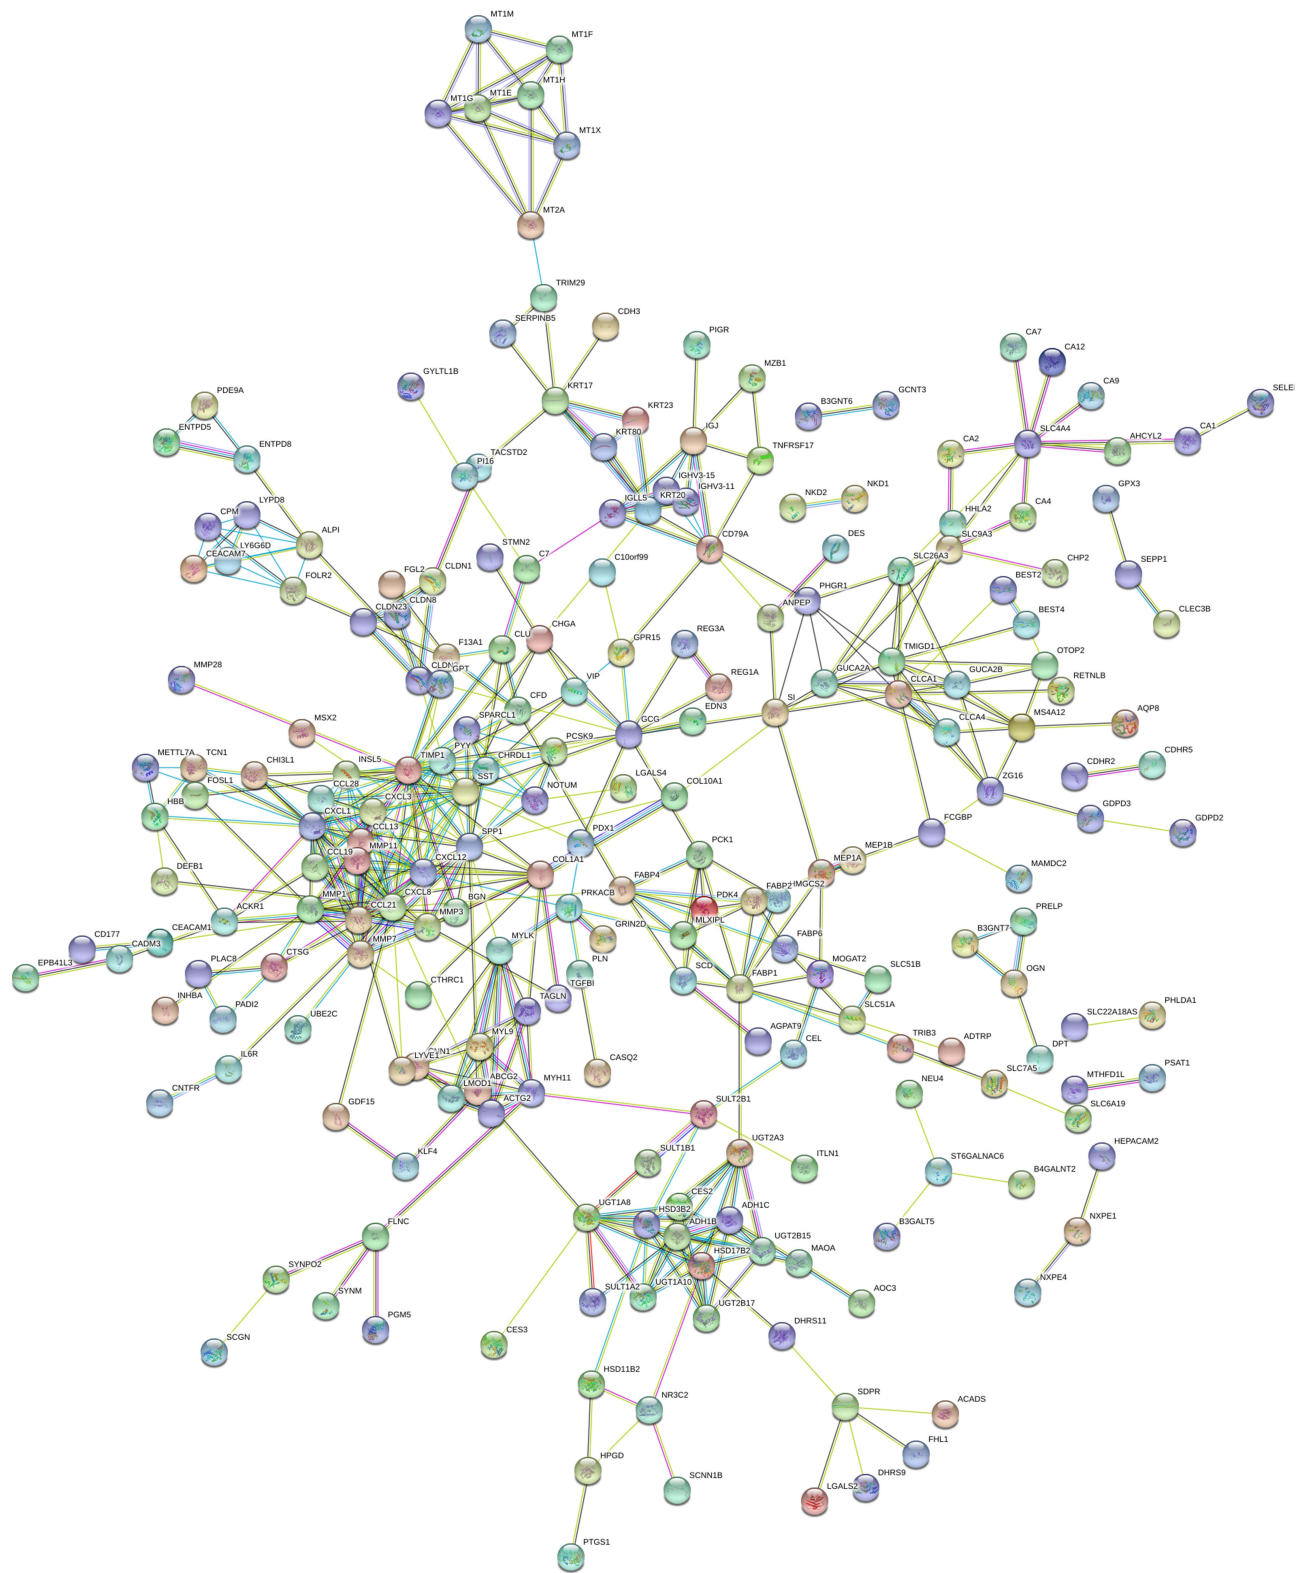 MT1M
MT1F
MT1H
MT1E
MT1G
MT1X
MT2A
TRIM29
SERPINB5
CDH3
CA7
PIGR
CA12
MZB1
GYLTL1B
CA9
PDE9A
KRT17
B3GNT6
GCNT3
KRT23
IGJ
SLC4A4
CA1
ENTPD5
ENTPD8
KRT80
TNFRSF17
CA2
AHCYL2
TACSTD2
PI16
IGHV3-15
IGHV3-11
NKD2
NKD1
GPX3
LYPD8
IGLL5
KRT20
HHLA2
CA4
CPM
ALPI
STMN2
CD79A
DES
SLC9A3
LY6G6D
CEACAM7
C7
C10orf99
SLC26A3
CHP2
SEPP1
FGL2
CLDN1
BEST2
FOLR2
PHGR1
CLDN8
ANPEP
BEST4
CLEC3B
CLDN23
CHGA
F13A1
CLU
GPR15
REG3A
TMIGD1
OTOP2
MMP28
GPT
VIP
REG1A
GUCA2A
CLCA1
GUCA2B
RETNLB
CFD
SI
MSX2
SPARCL1
EDN3
GCG
CLCA4
MS4A12
AQP8
PCSK9
METTL7A
TCN1
CHI3L1
INSL5
TIMP1
PYY
CHRDL1
CDHR2
CDHR5
FOSL1
CCL28
SST
NOTUM
LGALS4
COL10A1
ZG16
HBB
CXCL1
CXCL3
GDPD3
CCL13
SPP1
PDX1
FCGBP
GDPD2
MMP11
PCK1
DEFB1
CCL19
CXCL12
COL1A1
MEP1A
MEP1B
FABP4
PDK4
FABP2
HMGCS2
MAMDC2
MMP1
CXCL8
BGN
PRKACB
ACKR1
CCL21
MMP3
MLXIPL
CD177
CADM3
CEACAM1
MMP7
MYLK
GRIN2D
PLN
FABP6
PRELP
B3GNT7
EPB41L3
PLAC8
CTSG
TGFBI
SCD
FABP1
MOGAT2
SLC51B
OGN
INHBA
PADI2
CTHRC1
TAGLN
SLC51A
SLC22A18AS
PHLDA1
UBE2C
MYL9
AGPAT9
CEL
TRIB3
ADTRP
DPT
IL6R
LYVE1
CASQ2
SLC7A5
MTHFD1L
PSAT1
CNTFR
LMOD1
ABCG2
MYH11
SLC6A19
GDF15
ACTG2
SULT2B1
NEU4
KLF4
UGT2A3
ITLN1
ST6GALNAC6
HEPACAM2
SULT1B1
B4GALNT2
UGT1A8
CES2
ADH1C
FLNC
HSD3B2
ADH1B
B3GALT5
NXPE1
UGT2B15
MAOA
HSD17B2
SYNPO2
SULT1A2
UGT1A10
AOC3
NXPE4
SYNM
PGM5
UGT2B17
SCGN
CES3
DHRS11
HSD11B2
NR3C2
SDPR
ACADS
HPGD
SCNN1B
FHL1
LGALS2
DHRS9
PTGS1